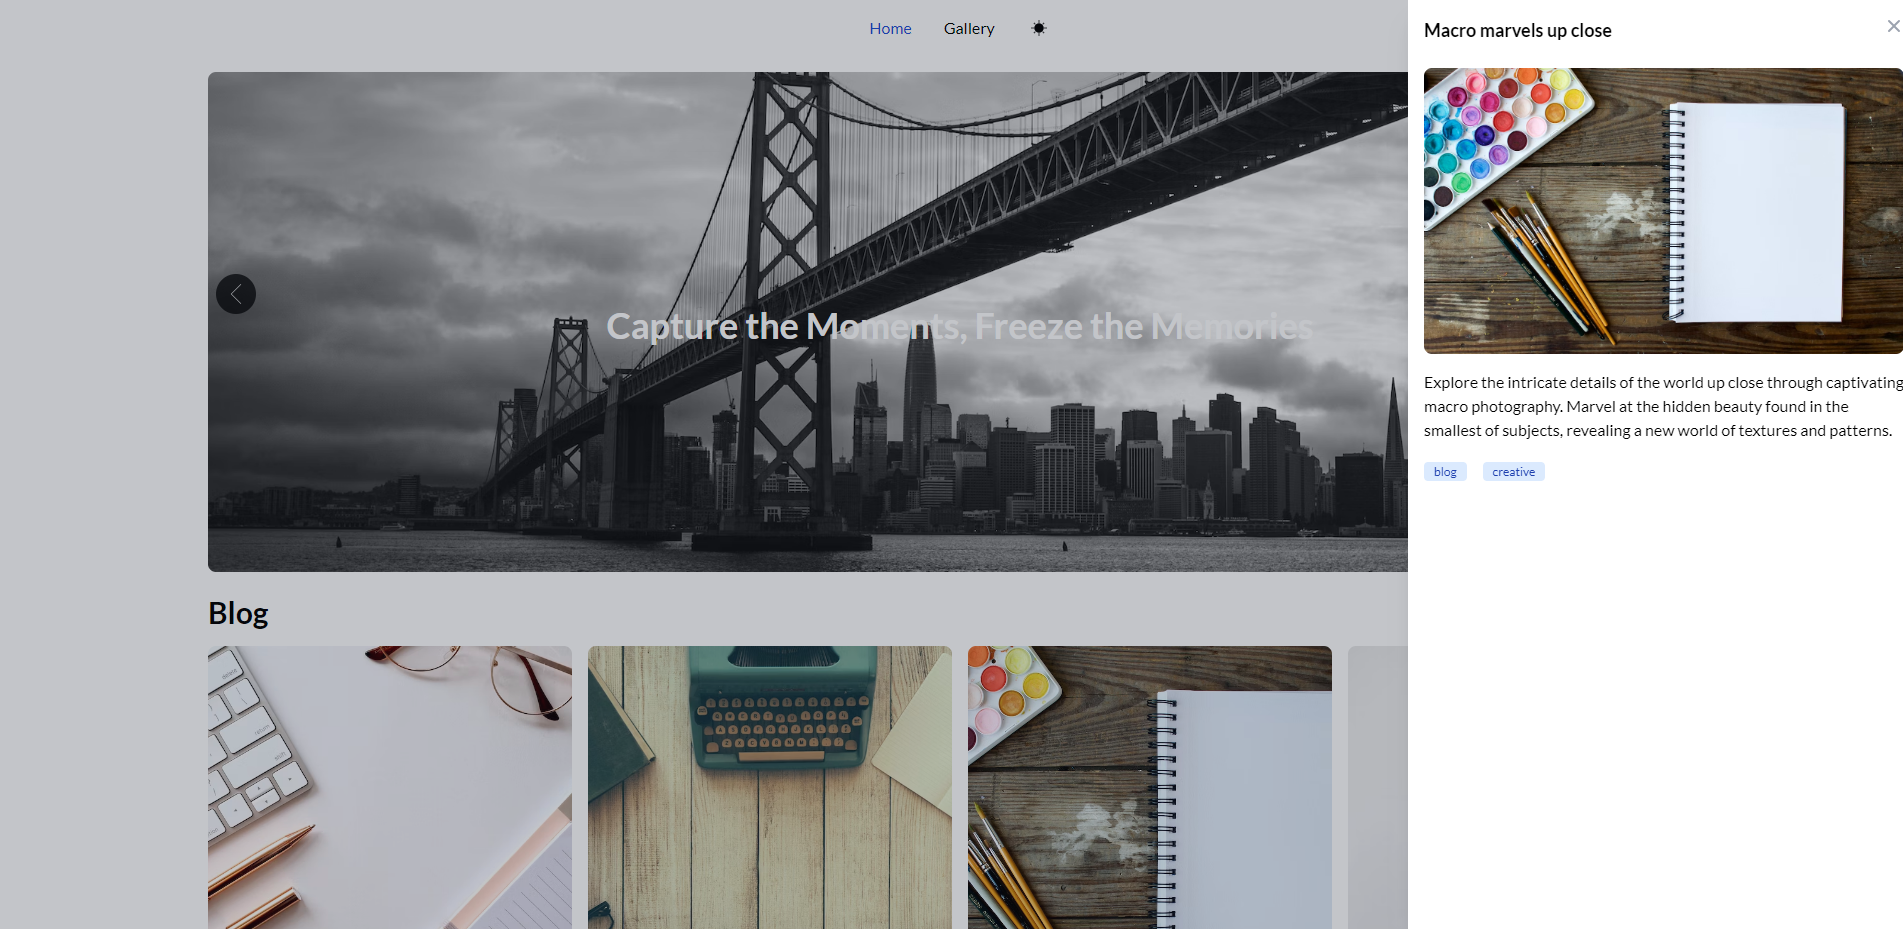 Home Gallery
Capture the Moments, Freeze the Memories
Blog
Macro marvels up close
Explore the intricate details of the world up close through captivating
macro photography. Marvel at the hidden beauty found in the
smallest of subjects, revealing a new world of textures and patterns.
blog creative